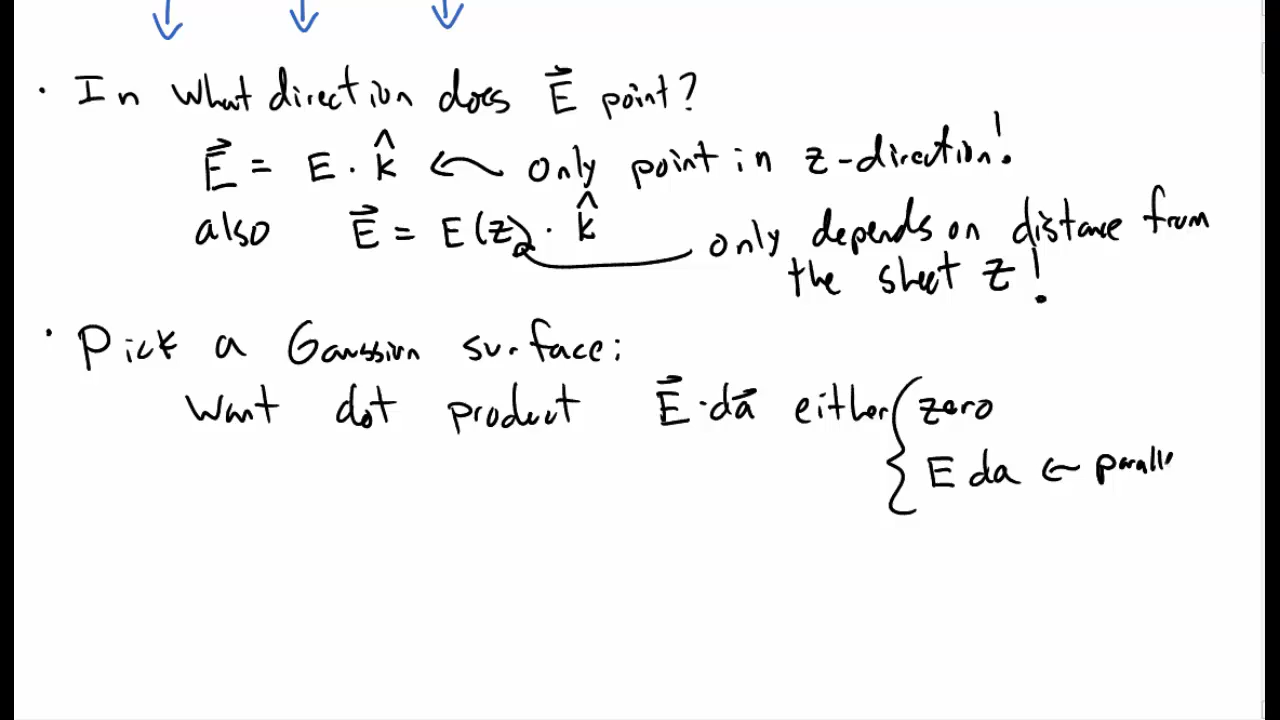 · In what direction does E⃗ point?
E⃗ = E · k̂ ← only point in z-direction!
also E⃗ = E(z) · k̂ only depends on distance from
the sheet z!
· Pick a Gaussian surface:
Want dot product E⃗ · da⃗ either { zero
E da ← parall